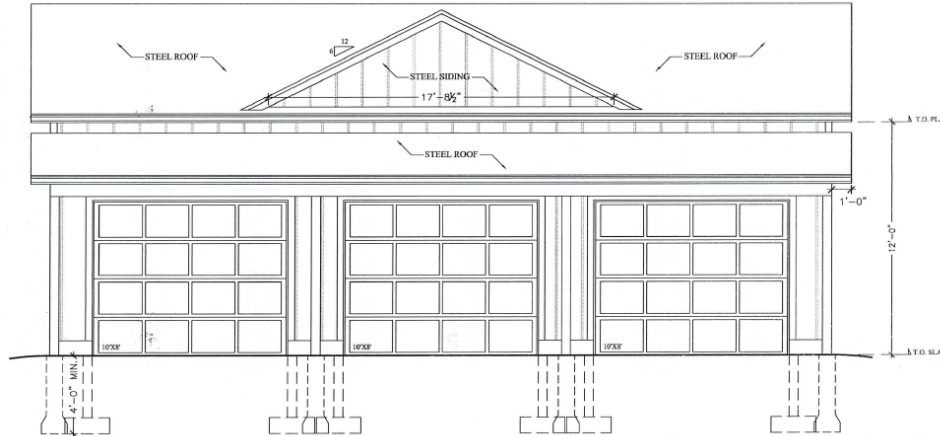 12
6
STEEL ROOF
STEEL ROOF
STEEL SIDING
17'-8½"
T.O. PL
STEEL ROOF
1'-0"
12'-0"
10'X8'
10'X8'
10'X8'
T.O. SLA
4'-0" MIN.